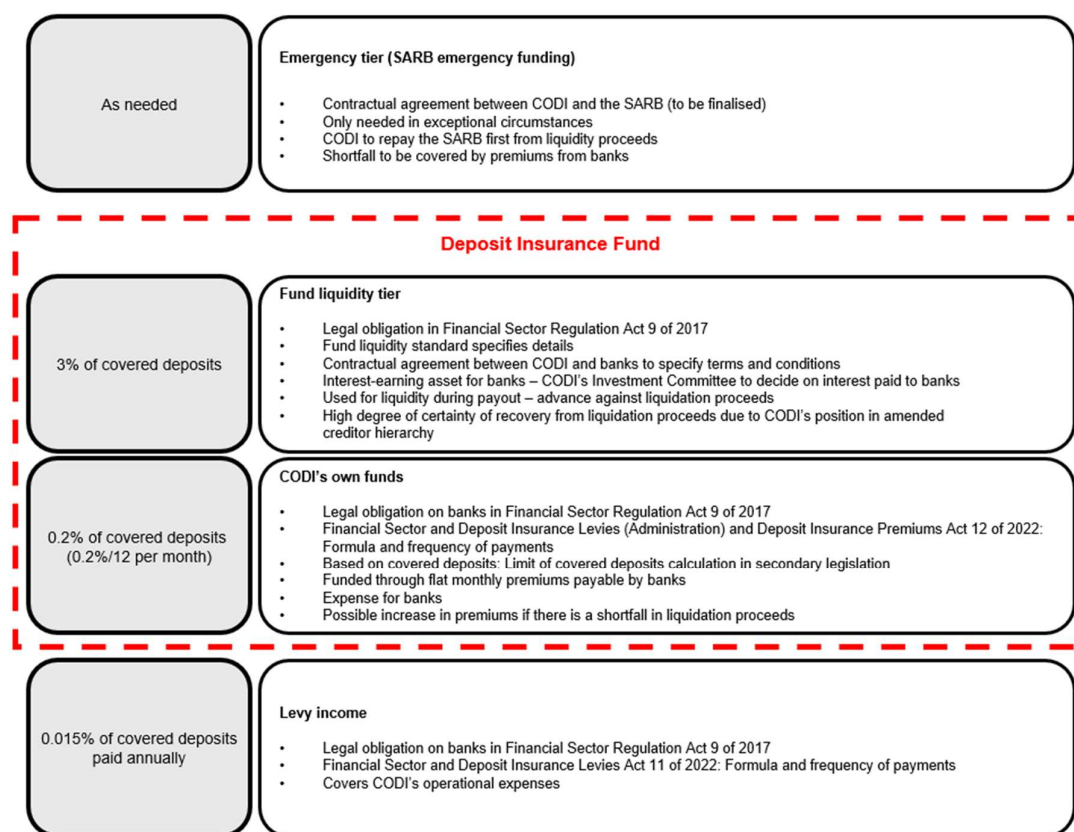 As needed
Emergency tier (SARB emergency funding)
• Contractual agreement between CODI and the SARB (to be finalised)
• Only needed in exceptional circumstances
• CODI to repay the SARB first from liquidity proceeds
• Shortfall to be covered by premiums from banks
Deposit Insurance Fund
3% of covered deposits
Fund liquidity tier
• Legal obligation in Financial Sector Regulation Act 9 of 2017
• Fund liquidity standard specifies details
• Contractual agreement between CODI and banks to specify terms and conditions
• Interest-earning asset for banks – CODI's Investment Committee to decide on interest paid to banks
• Used for liquidity during payout – advance against liquidation proceeds
• High degree of certainty of recovery from liquidation proceeds due to CODI's position in amended
creditor hierarchy
0.2% of covered deposits
(0.2%/12 per month)
CODI's own funds
• Legal obligation on banks in Financial Sector Regulation Act 9 of 2017
• Financial Sector and Deposit Insurance Levies (Administration) and Deposit Insurance Premiums Act 12 of 2022:
Formula and frequency of payments
• Based on covered deposits: Limit of covered deposits calculation in secondary legislation
• Funded through flat monthly premiums payable by banks
• Expense for banks
• Possible increase in premiums if there is a shortfall in liquidation proceeds
0.015% of covered deposits
paid annually
Levy income
• Legal obligation on banks in Financial Sector Regulation Act 9 of 2017
• Financial Sector and Deposit Insurance Levies Act 11 of 2022: Formula and frequency of payments
• Covers CODI's operational expenses